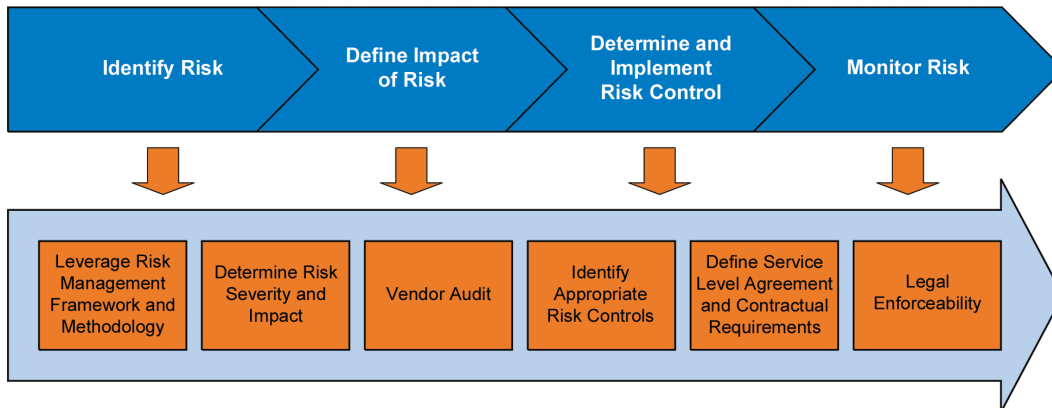 Identify Risk
Define Impact
of Risk
Determine and
Implement
Risk Control
Monitor Risk
Leverage Risk
Management
Framework and
Methodology
Determine Risk
Severity and
Impact
Vendor Audit
Identify
Appropriate
Risk Controls
Define Service
Level Agreement
and Contractual
Requirements
Legal
Enforceability